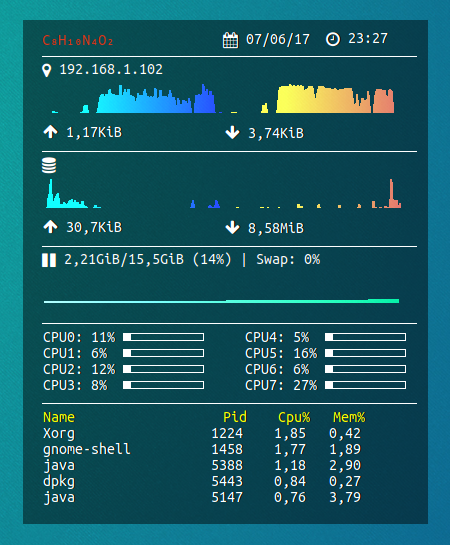 C₈H₁₀N₄O₂ 07/06/17 23:27
192.168.1.102
1,17KiB 3,74KiB
30,7KiB 8,58MiB
2,21GiB/15,5GiB (14%) | Swap: 0%
CPU0: 11% CPU4: 5%
CPU1: 6% CPU5: 16%
CPU2: 12% CPU6: 6%
CPU3: 8% CPU7: 27%
Name Pid Cpu% Mem%
Xorg 1224 1,85 0,42
gnome-shell 1458 1,77 1,89
java 5388 1,18 2,90
dpkg 5443 0,84 0,27
java 5147 0,76 3,79